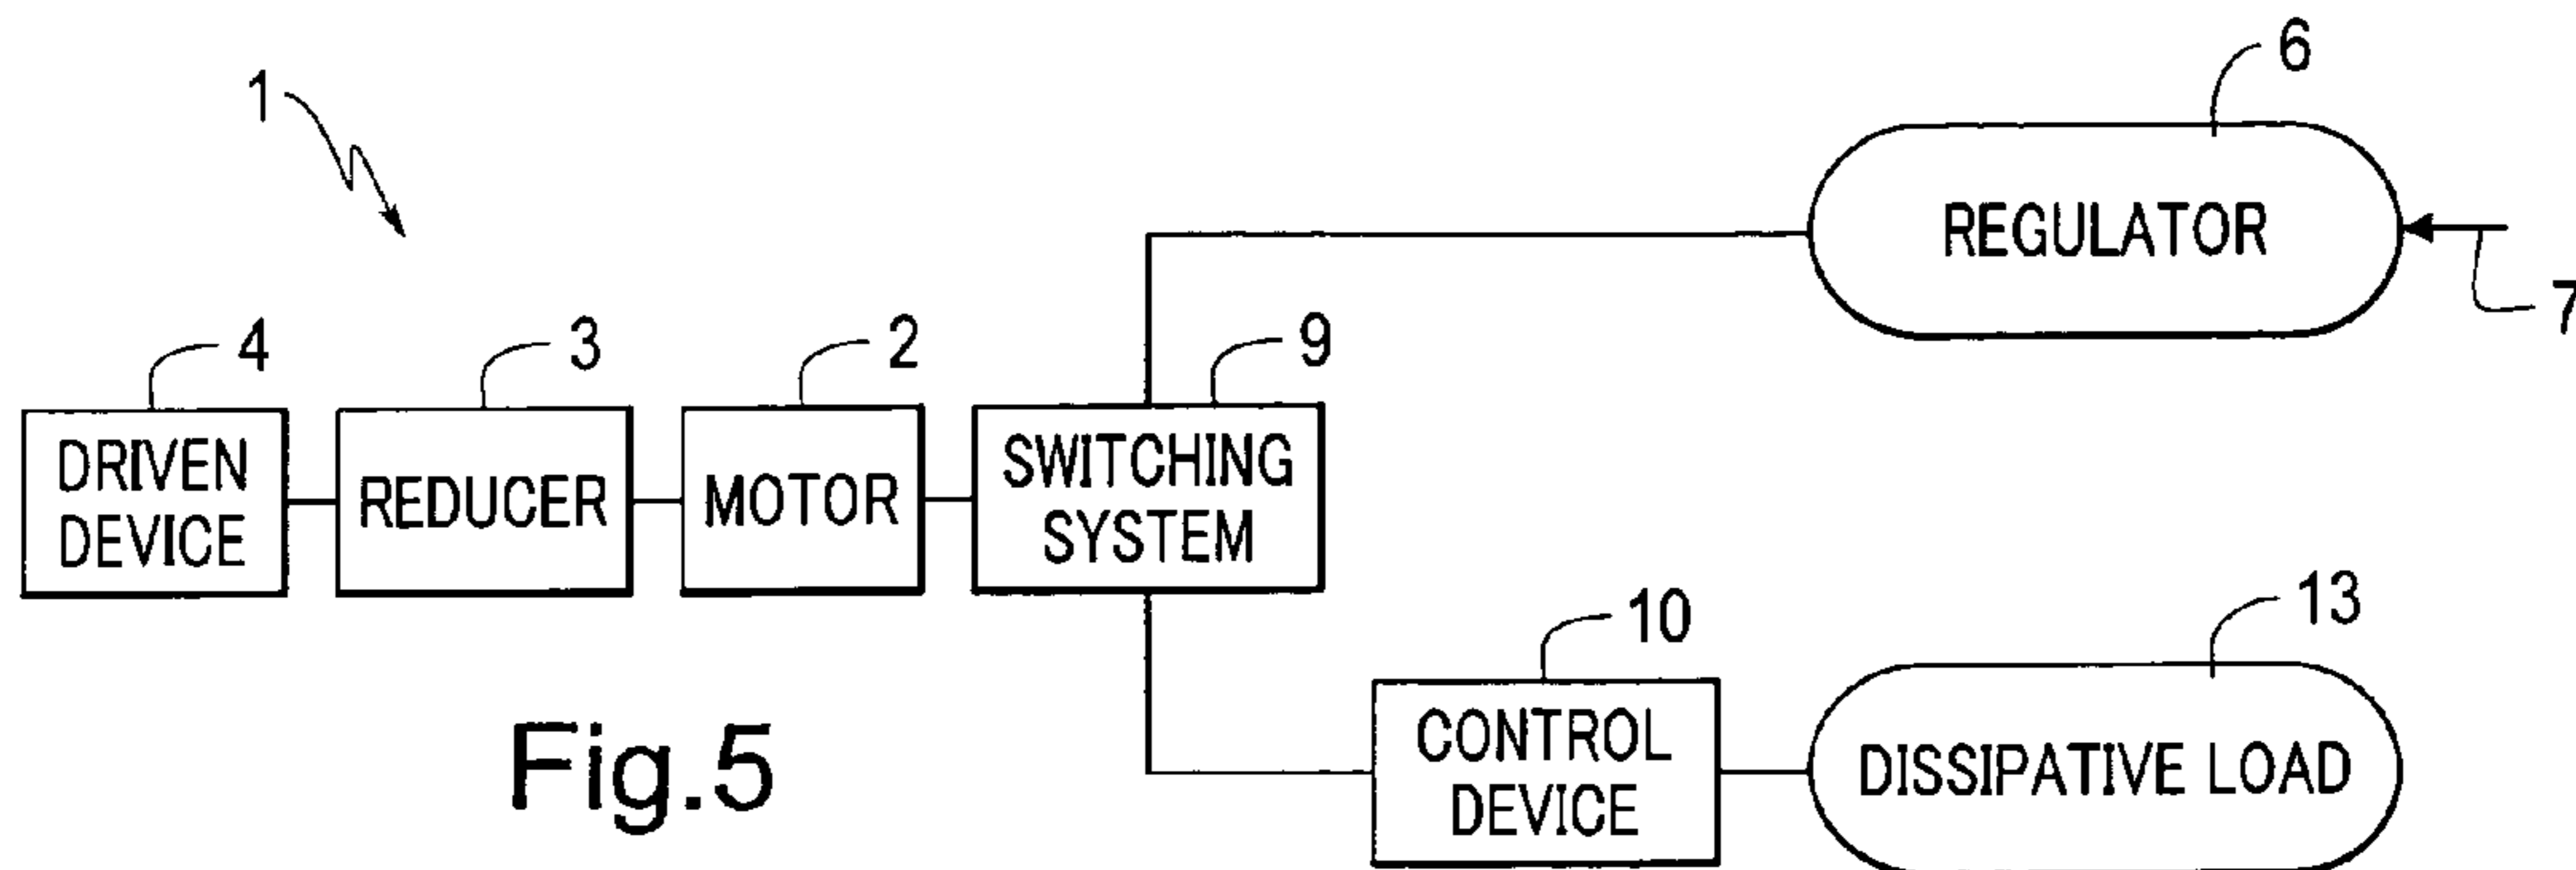 1
6
REGULATOR
7
4
3
2
9
DRIVEN
DEVICE
REDUCER
MOTOR
SWITCHING
SYSTEM
10
13
CONTROL
DEVICE
DISSIPATIVE LOAD
Fig.5